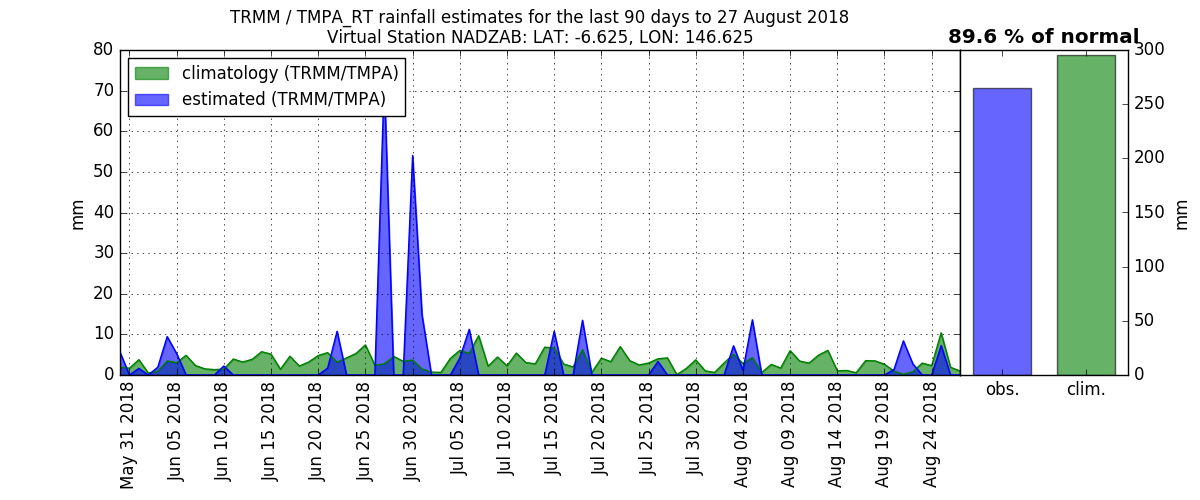 TRMM / TMPA_RT rainfall estimates for the last 90 days to 27 August 2018
Virtual Station NADZAB: LAT: -6.625, LON: 146.625
89.6 % of normal
climatology (TRMM/TMPA)
estimated (TRMM/TMPA)
80
70
60
50
40
30
20
10
0
mm
May 31 2018
Jun 05 2018
Jun 10 2018
Jun 15 2018
Jun 20 2018
Jun 25 2018
Jun 30 2018
Jul 05 2018
Jul 10 2018
Jul 15 2018
Jul 20 2018
Jul 25 2018
Jul 30 2018
Aug 04 2018
Aug 09 2018
Aug 14 2018
Aug 19 2018
Aug 24 2018
300
250
200
150
100
50
0
mm
obs.
clim.